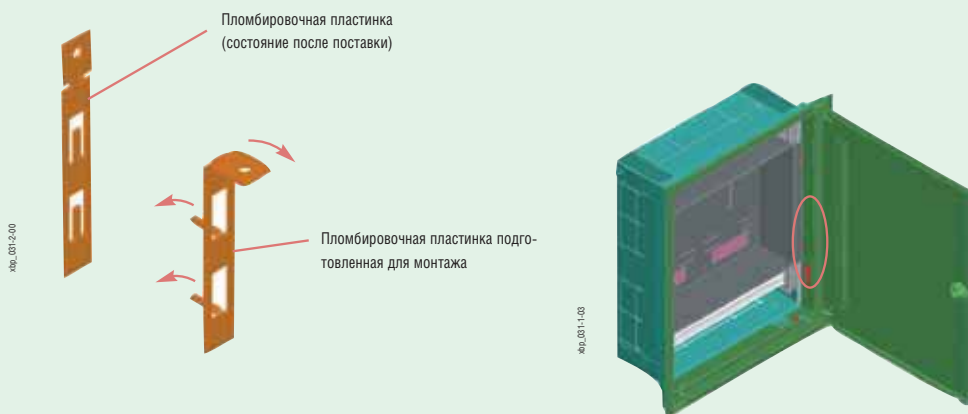 Пломбировочная пластинка
(состояние после поставки)
Пломбировочная пластинка подго-
товленная для монтажа
xbp_031-2-00
xbp_031-1-03